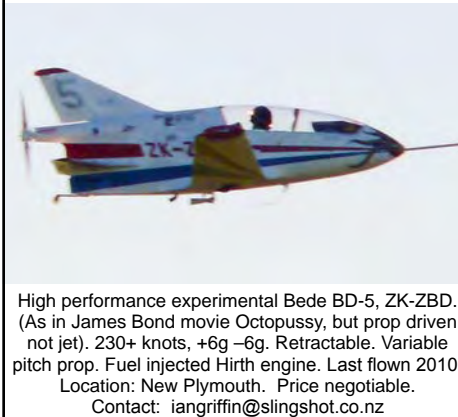 5
ZK-Z
High performance experimental Bede BD-5, ZK-ZBD.
(As in James Bond movie Octopussy, but prop driven
not jet). 230+ knots, +6g –6g. Retractable. Variable
pitch prop. Fuel injected Hirth engine. Last flown 2010
Location: New Plymouth.  Price negotiable.
Contact:  iangriffin@slingshot.co.nz